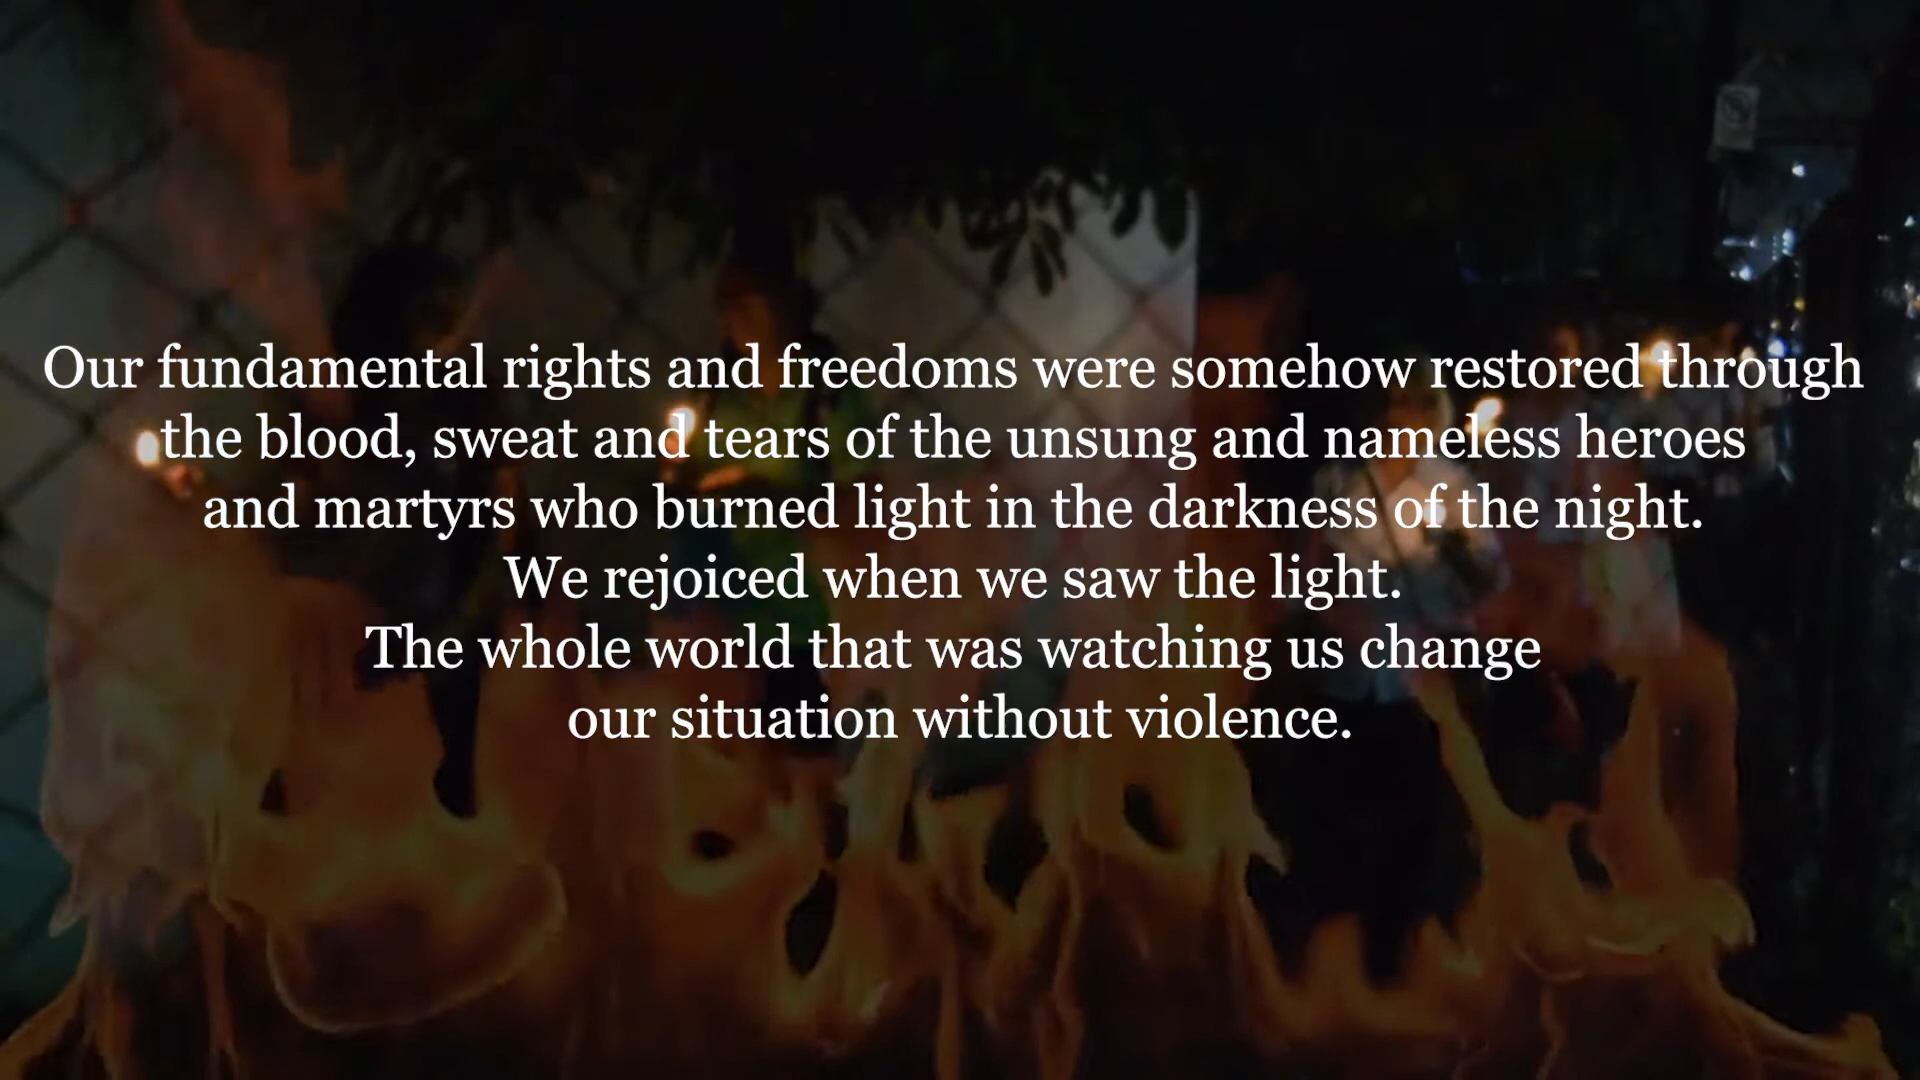 Our fundamental rights and freedoms were somehow restored through
the blood, sweat and tears of the unsung and nameless heroes
and martyrs who burned light in the darkness of the night.
We rejoiced when we saw the light.
The whole world that was watching us change
our situation without violence.